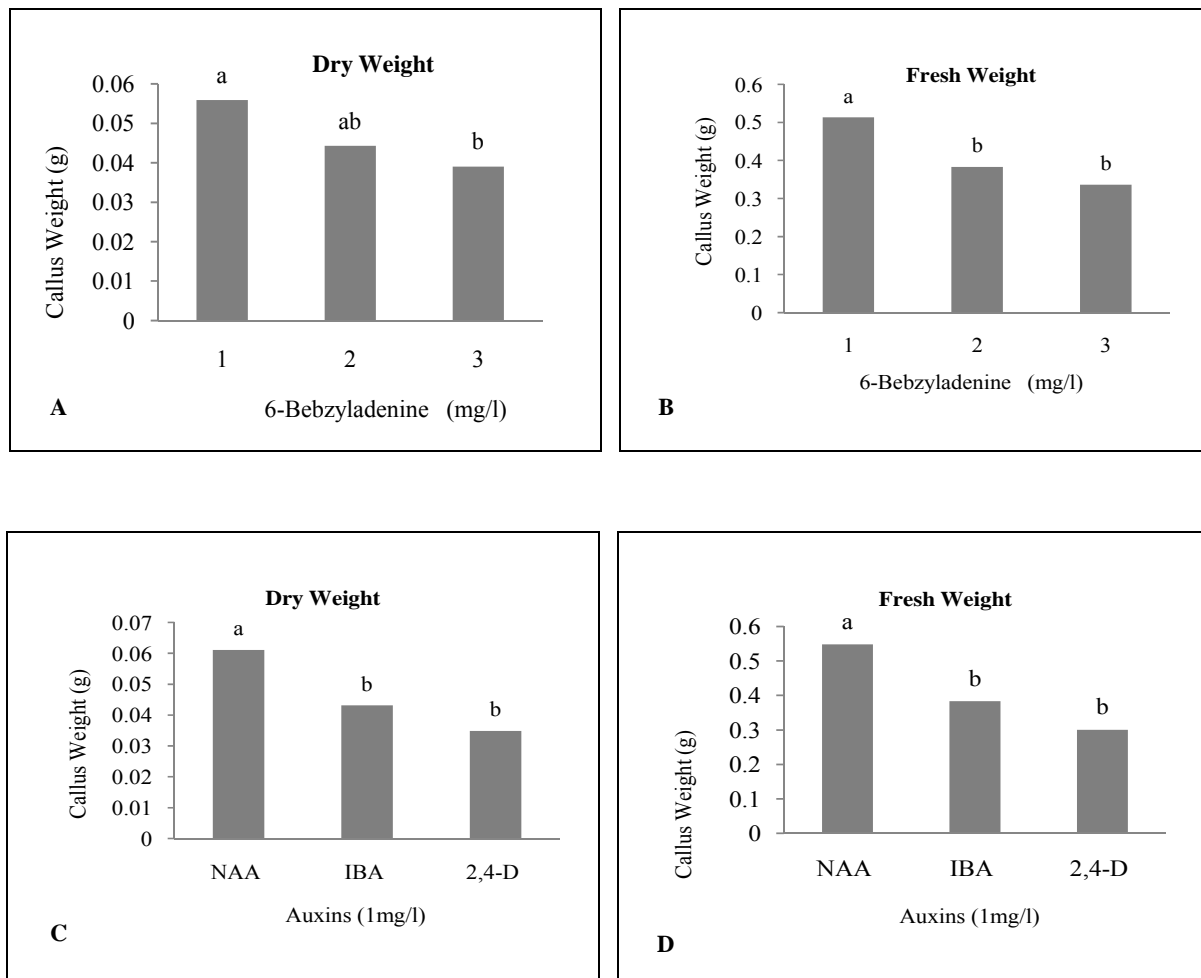 Dry Weight
a
ab
b
0.06
0.05
0.04
0.03
0.02
0.01
0
Callus Weight (g)
1 2 3
6-Bebzyladenine (mg/l)
A
Fresh Weight
a
b
b
0.6
0.5
0.4
0.3
0.2
0.1
0
Callus Weight (g)
1 2 3
6-Bebzyladenine (mg/l)
B
Dry Weight
a
b
b
0.07
0.06
0.05
0.04
0.03
0.02
0.01
0
Callus Weight (g)
NAA IBA 2,4-D
Auxins (1mg/l)
C
Fresh Weight
a
b
b
0.6
0.5
0.4
0.3
0.2
0.1
0
Callus Weight (g)
NAA IBA 2,4-D
Auxins (1mg/l)
D